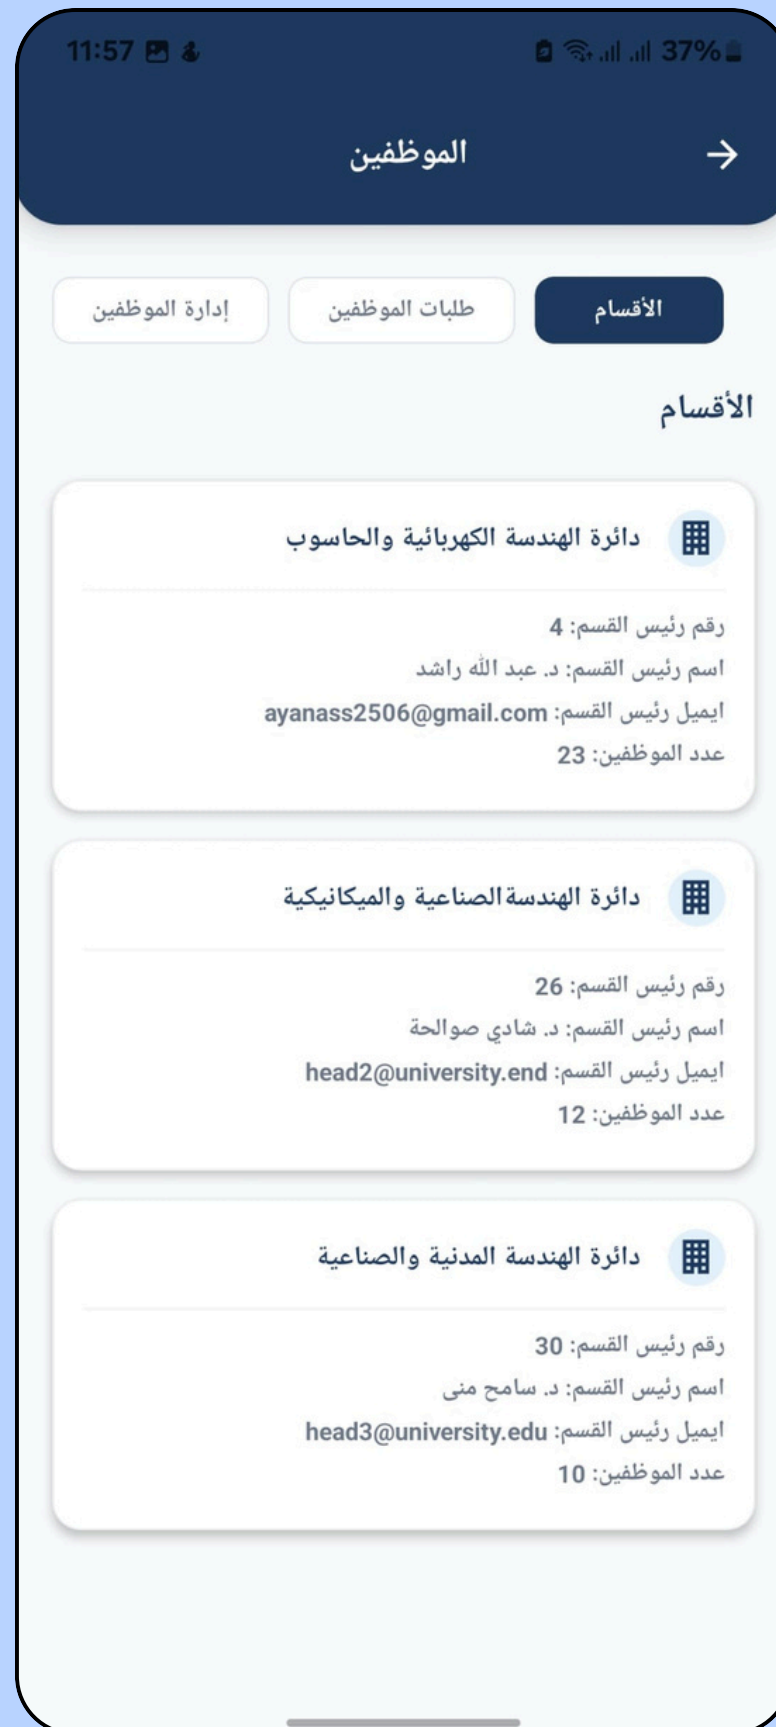 11:57
37%
الموظفين
الأقسام
طلبات الموظفين
إدارة الموظفين
الأقسام
دائرة الهندسة الكهربائية والحاسوب
رقم رئيس القسم: 4
اسم رئيس القسم: د. عبد الله راشد
ايميل رئيس القسم: ayanass2506@gmail.com
عدد الموظفين: 23
دائرة الهندسةالصناعية والميكانيكية
رقم رئيس القسم: 26
اسم رئيس القسم: د. شادي صوالحة
ايميل رئيس القسم: head2@university.end
عدد الموظفين: 12
دائرة الهندسة المدنية والصناعية
رقم رئيس القسم: 30
اسم رئيس القسم: د. سامح منى
ايميل رئيس القسم: head3@university.edu
عدد الموظفين: 10